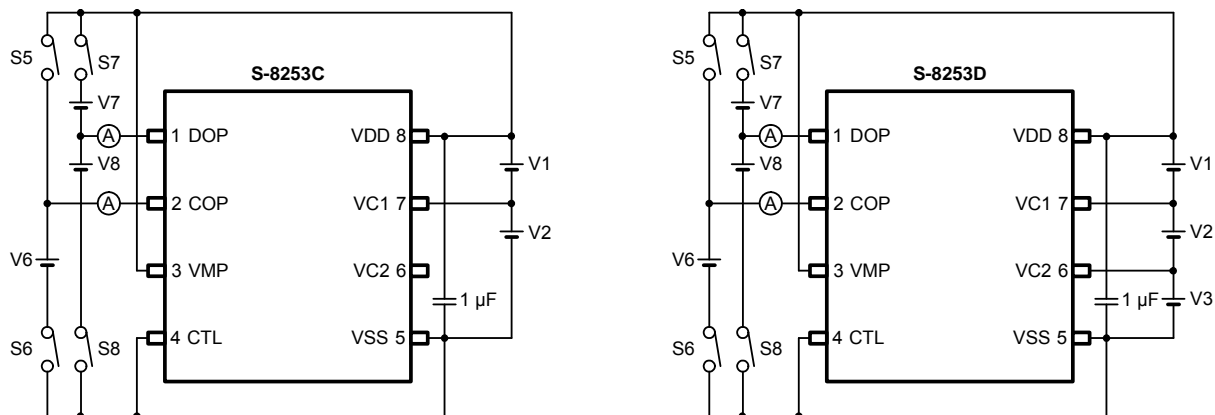 S5
S7
S-8253C
V7
A
1 DOP
VDD 8
V8
V1
A
2 COP
VC1 7
V2
V6
3 VMP
VC2 6
1 µF
S6
S8
4 CTL
VSS 5
S5
S7
S-8253D
V7
A
1 DOP
VDD 8
V8
V1
A
2 COP
VC1 7
V2
V6
3 VMP
VC2 6
1 µF
V3
S6
S8
4 CTL
VSS 5